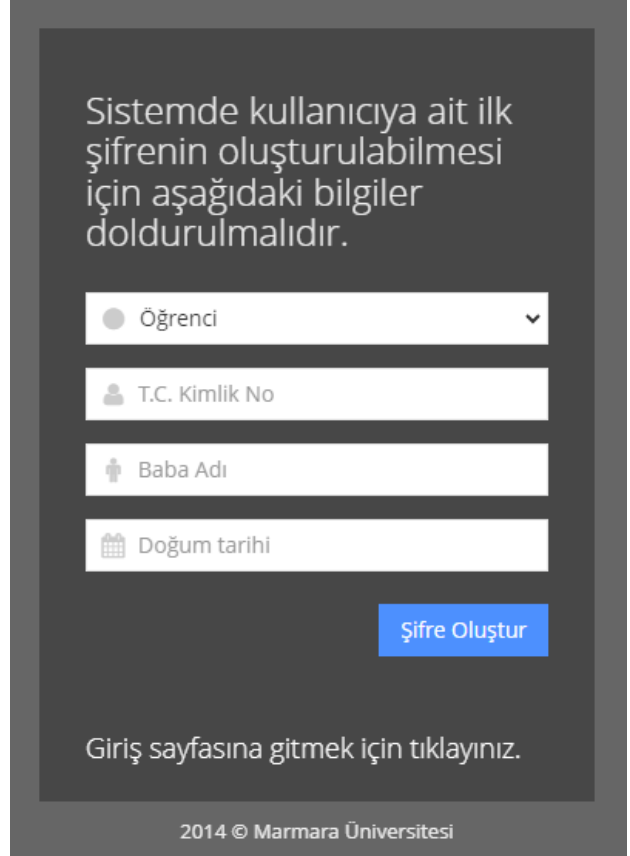 Sistemde kullanıcıya ait ilk
şifrenin oluşturulabilmesi
için aşağıdaki bilgiler
doldurulmalıdır.
Öğrenci
T.C. Kimlik No
Baba Adı
Doğum tarihi
Şifre Oluştur
Giriş sayfasına gitmek için tıklayınız.
2014 © Marmara Üniversitesi